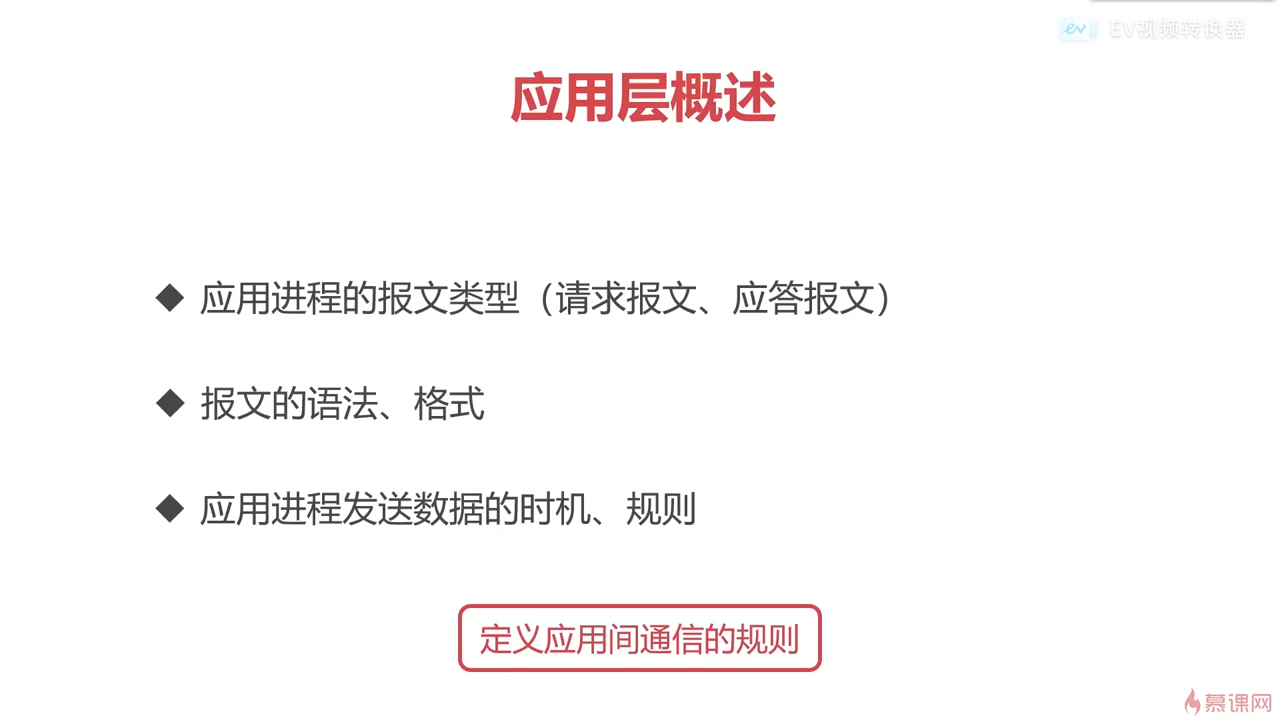 EV视频转换器
应用层概述
◆ 应用进程的报文类型（请求报文、应答报文）
◆ 报文的语法、格式
◆ 应用进程发送数据的时机、规则
定义应用间通信的规则
慕课网